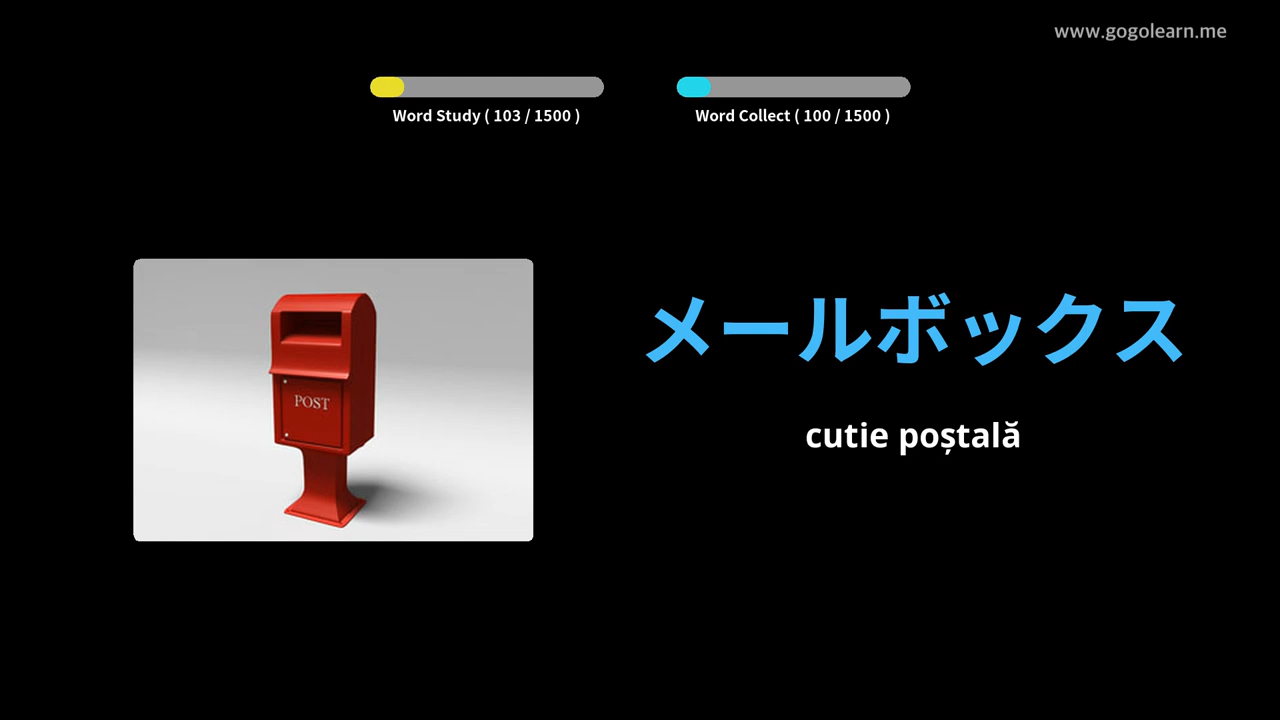 www.gogolearn.me
Word Study ( 103 / 1500 )
Word Collect ( 100 / 1500 )
POST
メールボックス
cutie poștală